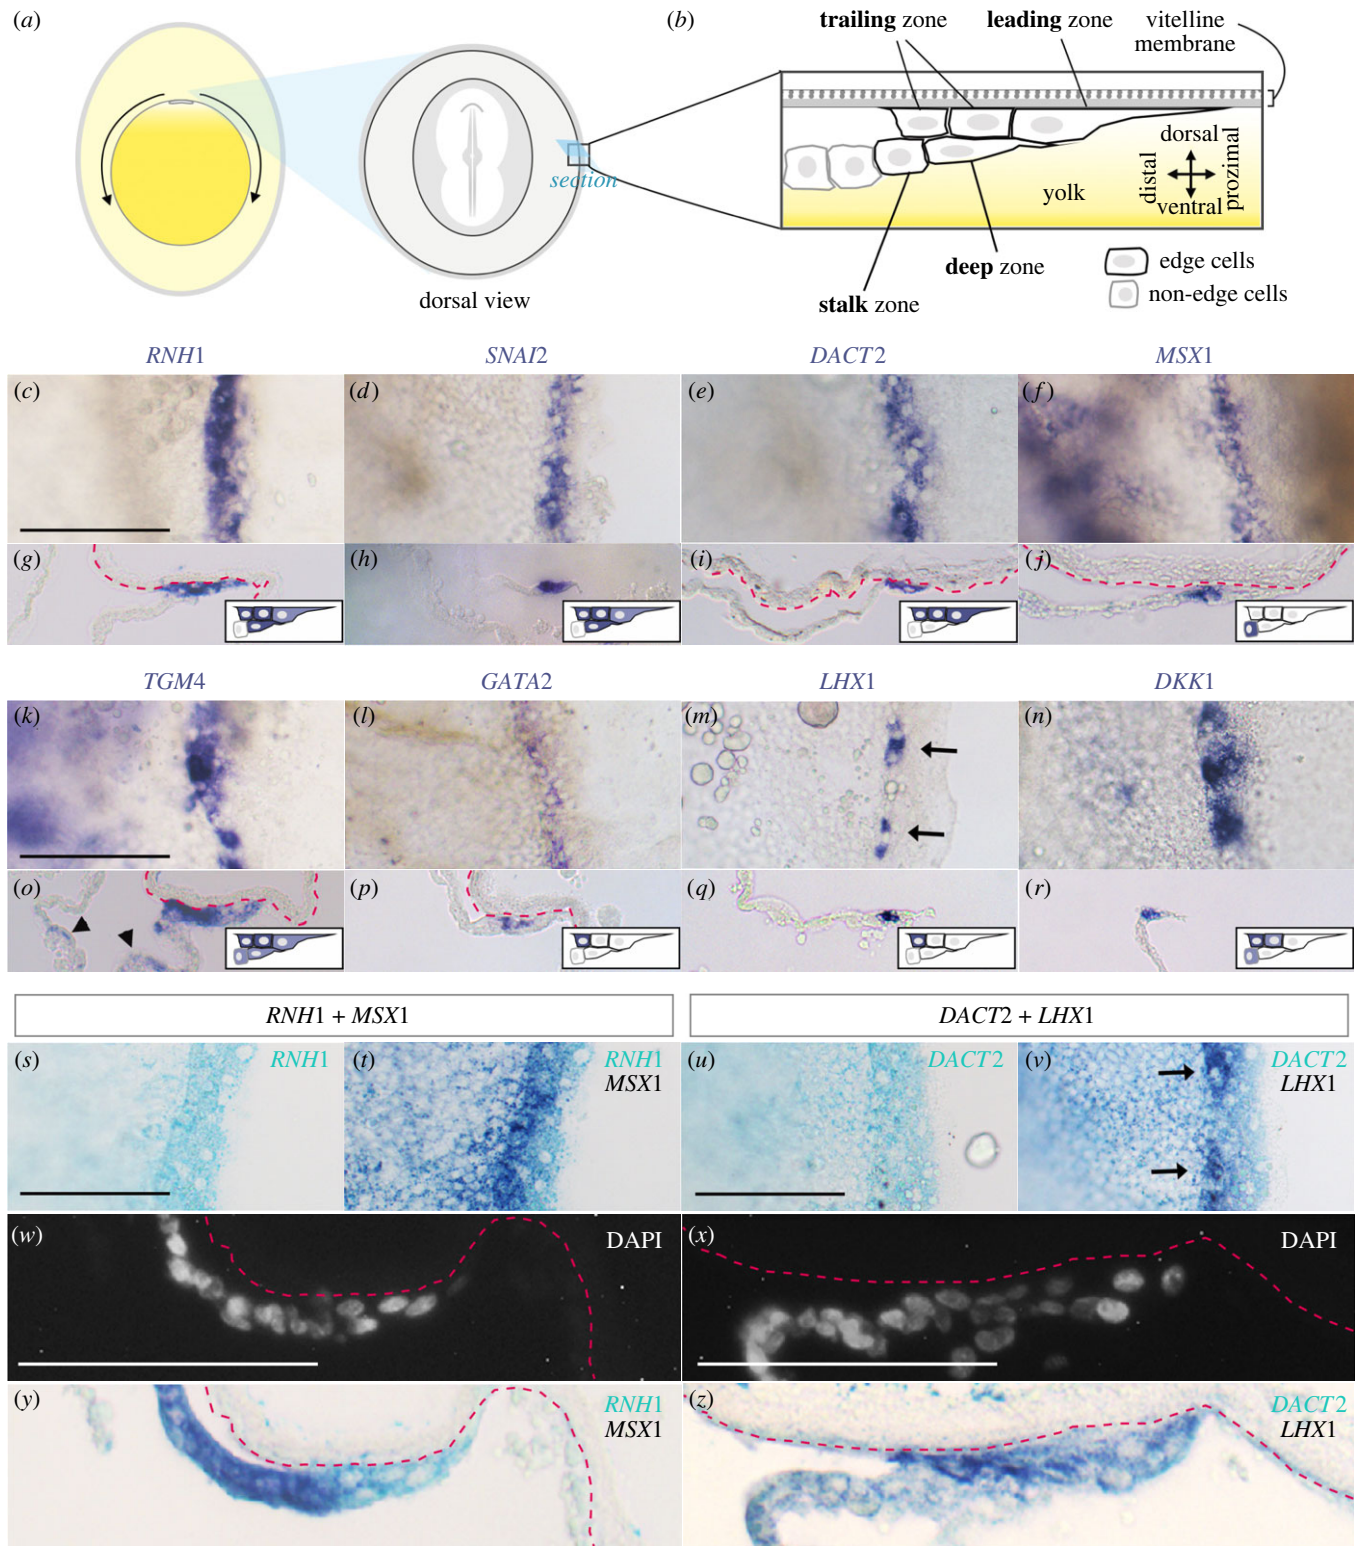 (a)
(b)
trailing zone
leading zone
vitelline
membrane
section
dorsal view
dorsal
distal
prozimal
ventral
yolk
deep zone
stalk zone
edge cells
non-edge cells
RNH1
SNAI2
DACT2
MSX1
(c)
(d)
(e)
(f)
(g)
(h)
(i)
(j)
TGM4
GATA2
LHX1
DKK1
(k)
(l)
(m)
(n)
(o)
(p)
(q)
(r)
RNH1 + MSX1
DACT2 + LHX1
(s)
RNH1
(t)
RNH1
MSX1
(u)
DACT2
(v)
DACT2
LHX1
(w)
DAPI
(x)
DAPI
(y)
RNH1
MSX1
(z)
DACT2
LHX1